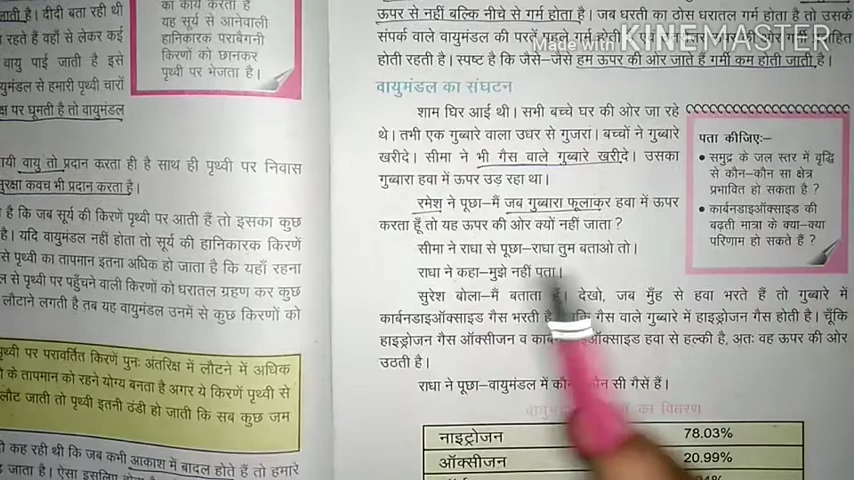 जाती है। दीदी बता रही थी
रहते हैं वहाँ से लेकर कई
वायु पाई जाती है इसे
युमंडल से हमारी पृथ्वी चारों
क्ष पर घूमती है तो वायुमंडल
का कार्य करता है
यह सूर्य से आनेवाली
हानिकारक पराबैगनी
किरणों को छानकर
पृथ्वी पर भेजता है।
यी वायु तो प्रदान करता ही है साथ ही पृथ्वी पर निवास
सुरक्षा कवच भी प्रदान करता है।
है कि जब सूर्य की किरणें पृथ्वी पर आती हैं तो इसका कुछ
है। यदि वायुमंडल नहीं होता तो सूर्य की हानिकारक किरणें
से पृथ्वी का तापमान इतना अधिक हो जाता है कि यहाँ रहना
ल से पृथ्वी पर पहुँचने वाली किरणों को धरातल ग्रहण कर कुछ
लौटाने लगती है तब यह वायुमंडल उनमें से कुछ किरणों को
पृथ्वी पर परावर्तित किरणें पुनः अंतरिक्ष में लौटने में अधिक
के तापमान को रहने योग्य बनता है अगर ये किरणें पृथ्वी से
लौट जाती तो पृथ्वी इतनी ठंडी हो जाती कि सब कुछ जम
ही कह रही थी कि जब कभी आकाश में बादल होते हैं तो हमारे
जाता है। ऐसा इसलिए
ऊपर से नहीं बल्कि नीचे से गर्म होता है। जब धरती का ठोस धरातल गर्म होता है तो उसके
संपर्क वाले वायुमंडल की परतें पहले गर्म होती
Made with KINEMASTER
होती रहती है। स्पष्ट है कि जैसे-जैसे हम ऊपर की ओर जाते हैं गर्मी कम होती जाती है।
वायुमंडल का संघटन
शाम घिर आई थी। सभी बच्चे घर की ओर जा रहे
थे। तभी एक गुब्बारे वाला उधर से गुजरा। बच्चों ने गुब्बारे
खरीदे। सीमा ने भी गैस वाले गुब्बारे खरीदे। उसका
गुब्बारा हवा में ऊपर उड़ रहा था।
रमेश ने पूछा–मैं जब गुब्बारा फूलाकर हवा में ऊपर
करता हूँ तो यह ऊपर की ओर क्यों नहीं जाता ?
सीमा ने राधा से पूछा–राधा तुम बताओ तो।
राधा ने कहा–मुझे नहीं पता।
पता कीजिए:–
• समुद्र के जल स्तर में वृद्धि
से कौन–कौन सा क्षेत्र
प्रभावित हो सकता है ?
• कार्बनडाइऑक्साइड की
बढ़ती मात्रा के क्या–क्या
परिणाम हो सकते हैं ?
सुरेश बोला–मैं बताता हूँ। देखो, जब मुँह से हवा भरते हैं तो गुब्बारे में
कार्बनडाइऑक्साइड गैस भरती है गैस वाले गुब्बारे में हाइड्रोजन गैस होती है। चूँकि
हाइड्रोजन गैस ऑक्सीजन व हवा से हल्की है, अतः वह ऊपर की ओर
उठती है।
राधा ने पूछा–वायुमंडल में कौन सी गैसें हैं।
का वितरण
नाइट्रोजन 78.03%
ऑक्सीजन 20.99%